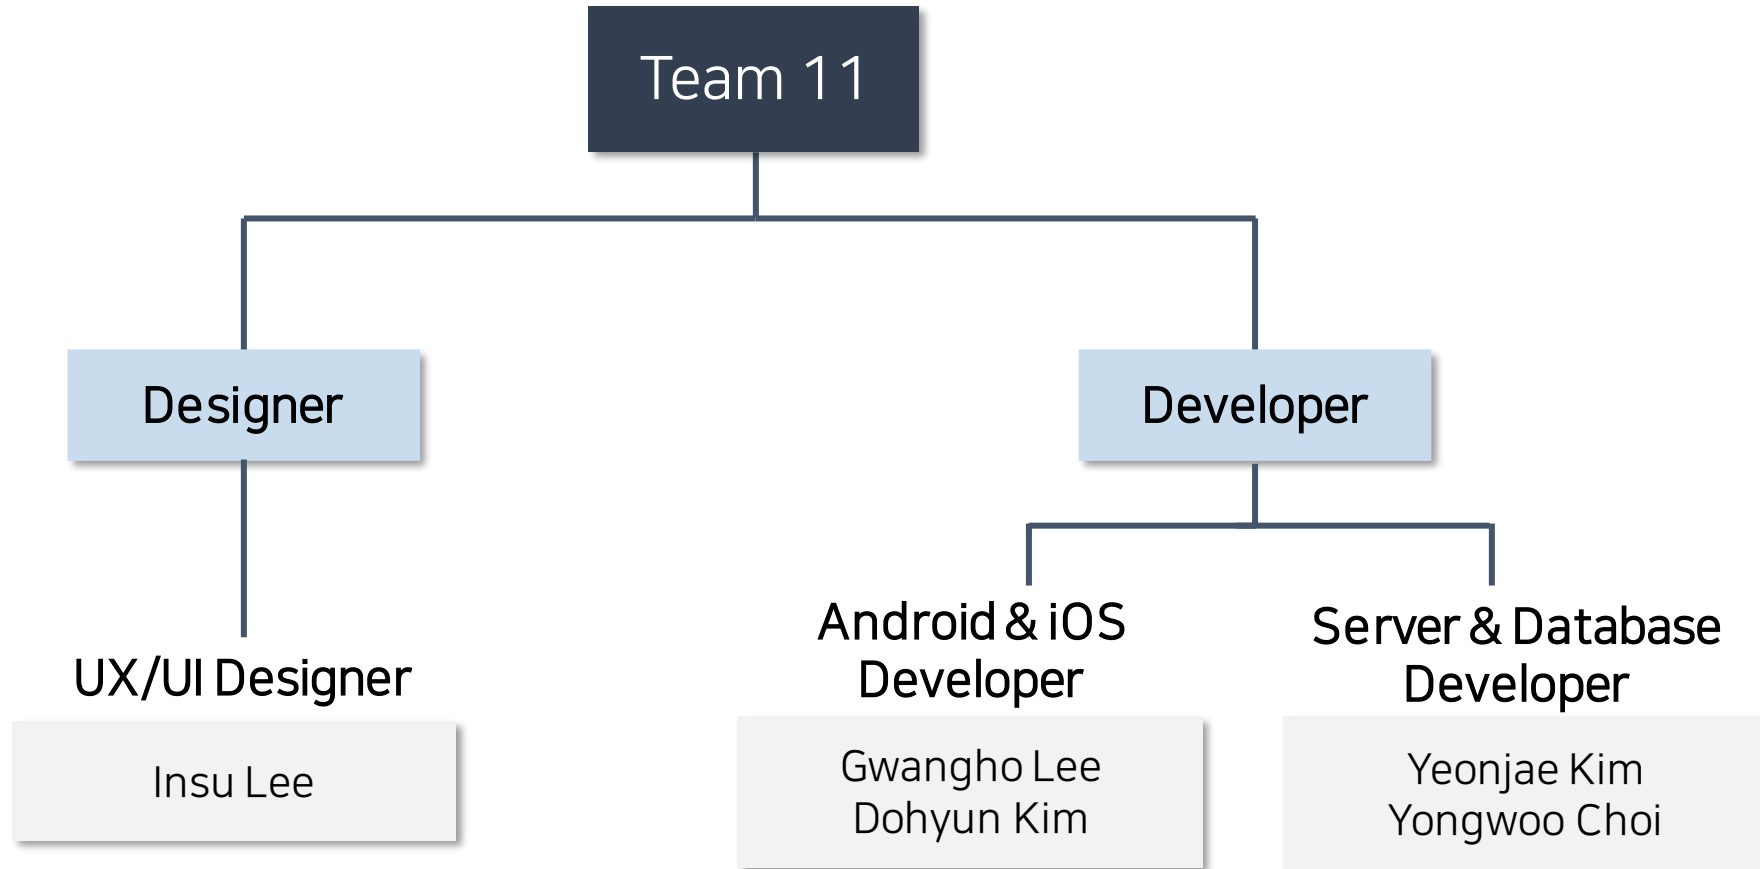 Team 11
Designer
Developer
UX/UI Designer
Insu Lee
Android & iOS
Developer
Gwangho Lee
Dohyun Kim
Server & Database
Developer
Yeonjae Kim
Yongwoo Choi